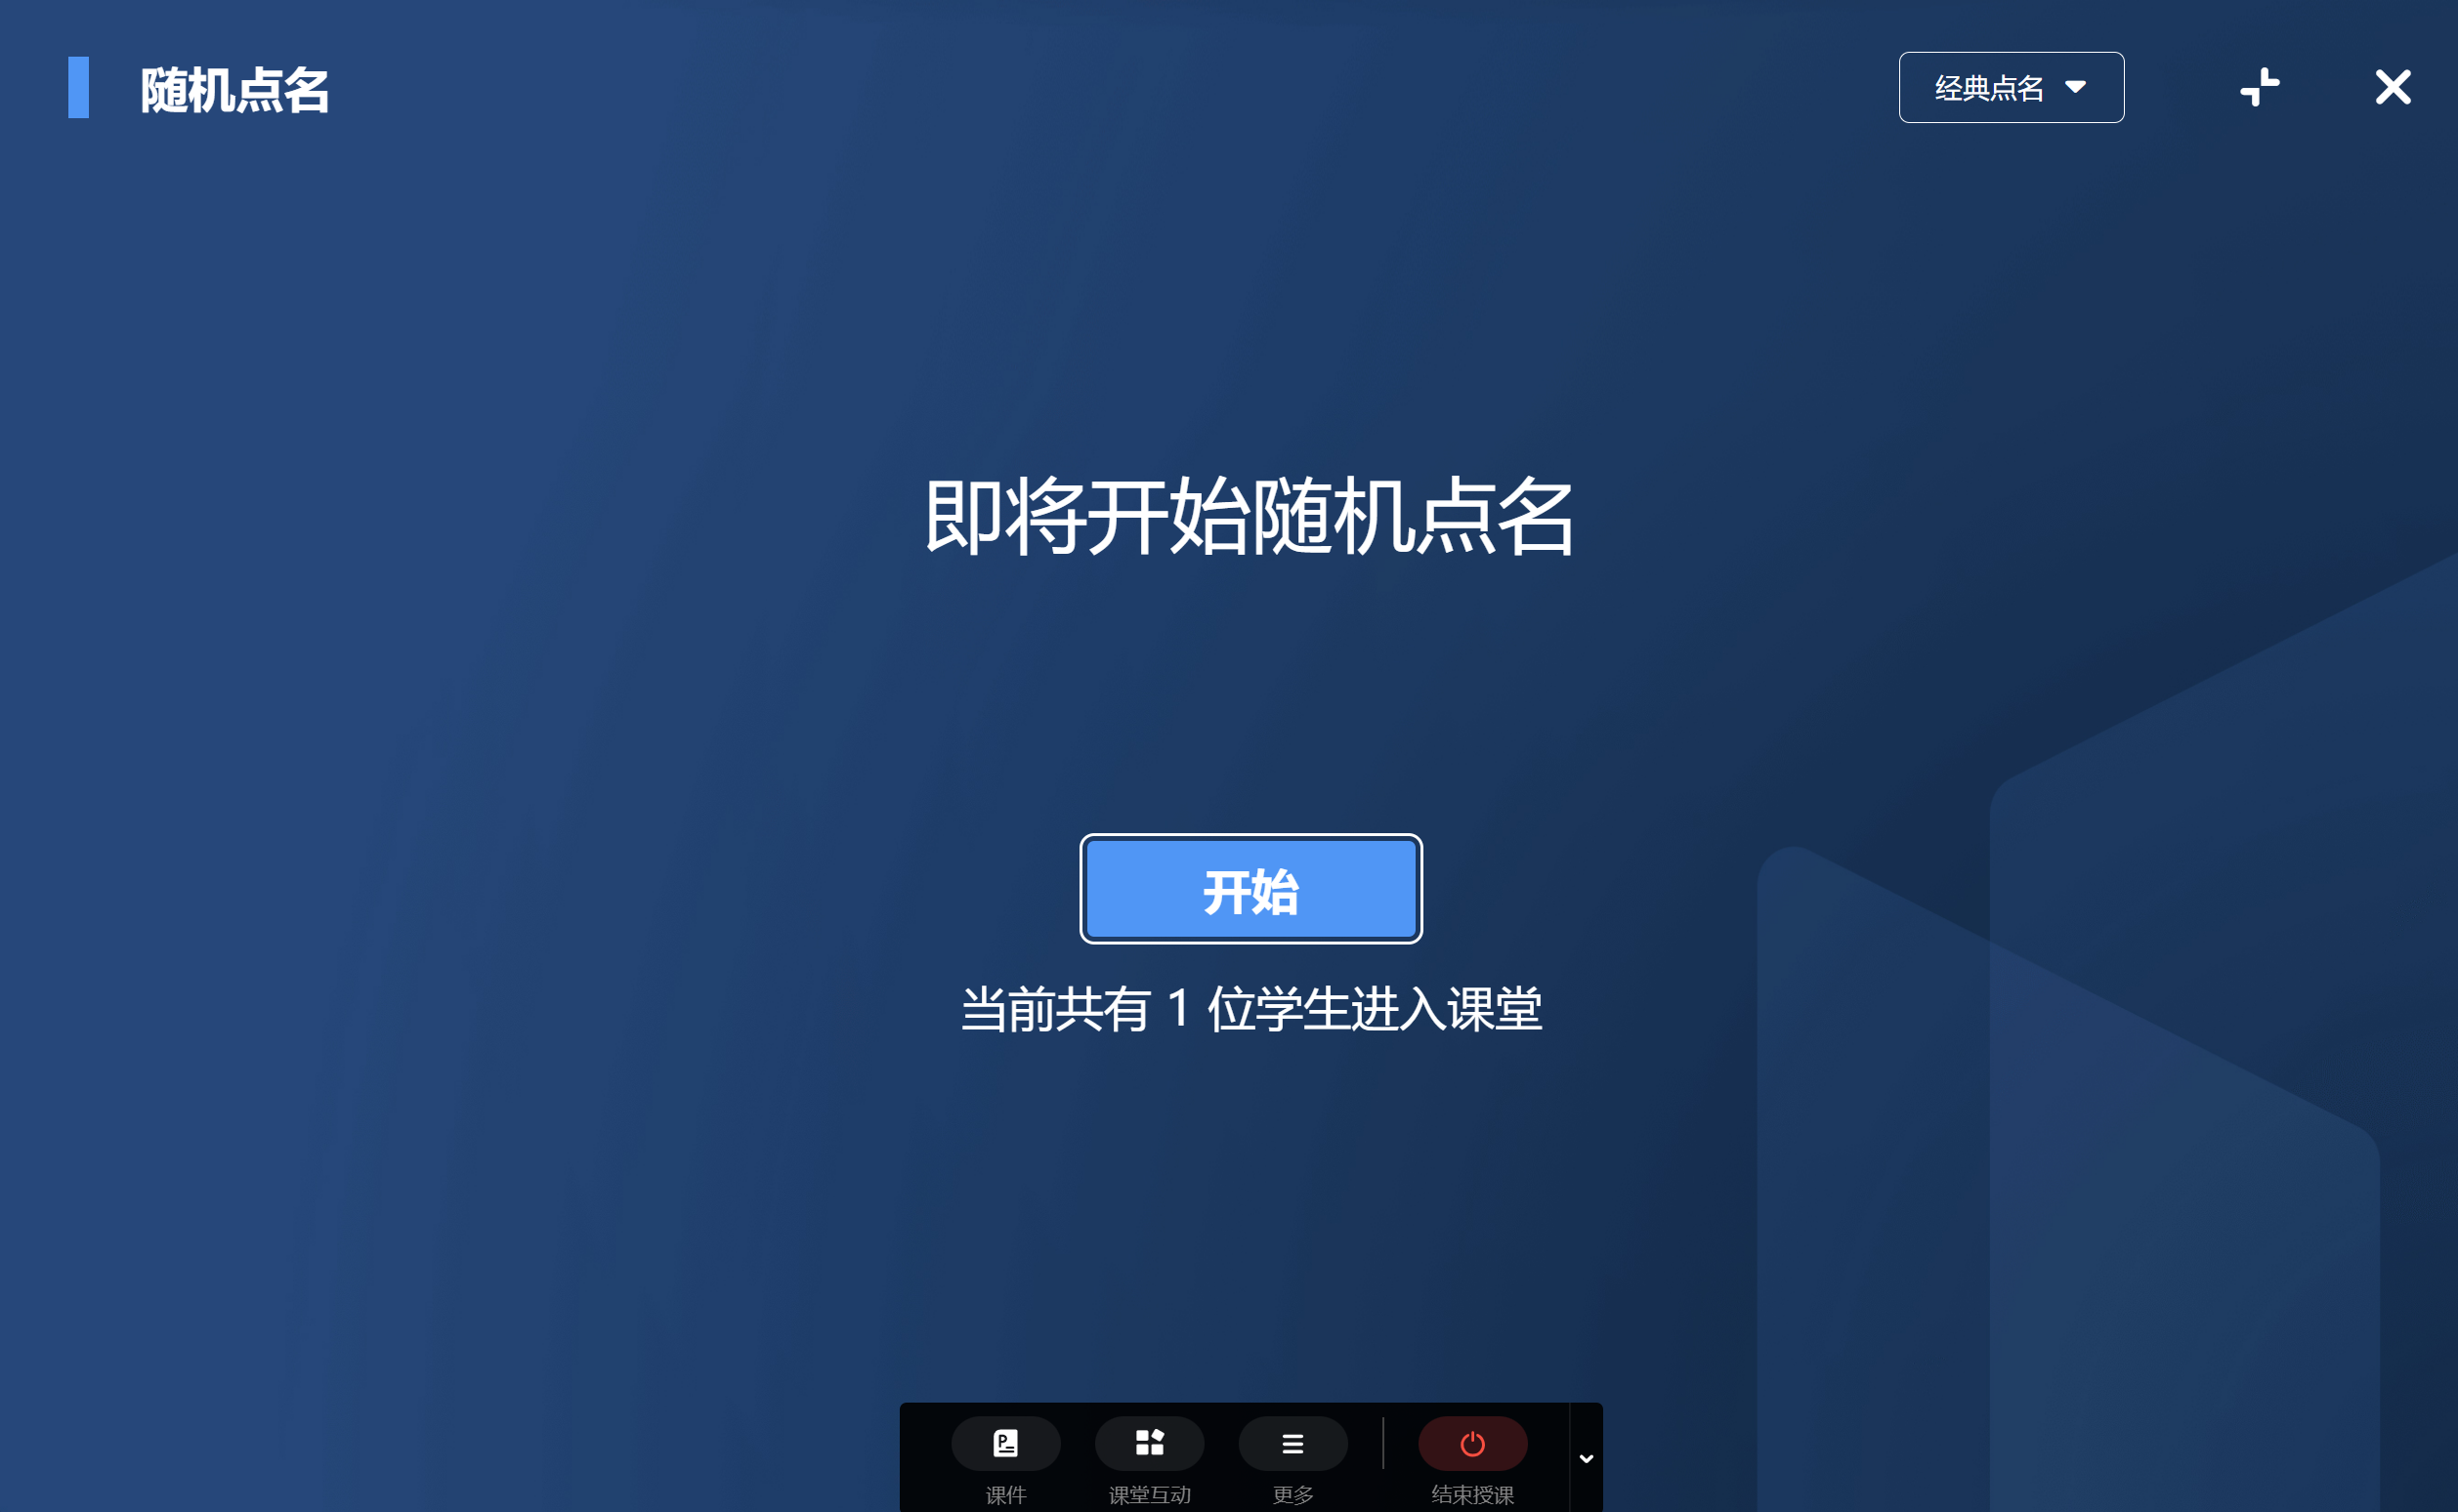 随机点名
经典点名
即将开始随机点名
开始
当前共有 1 位学生进入课堂
课件
课堂互动
更多
结束授课